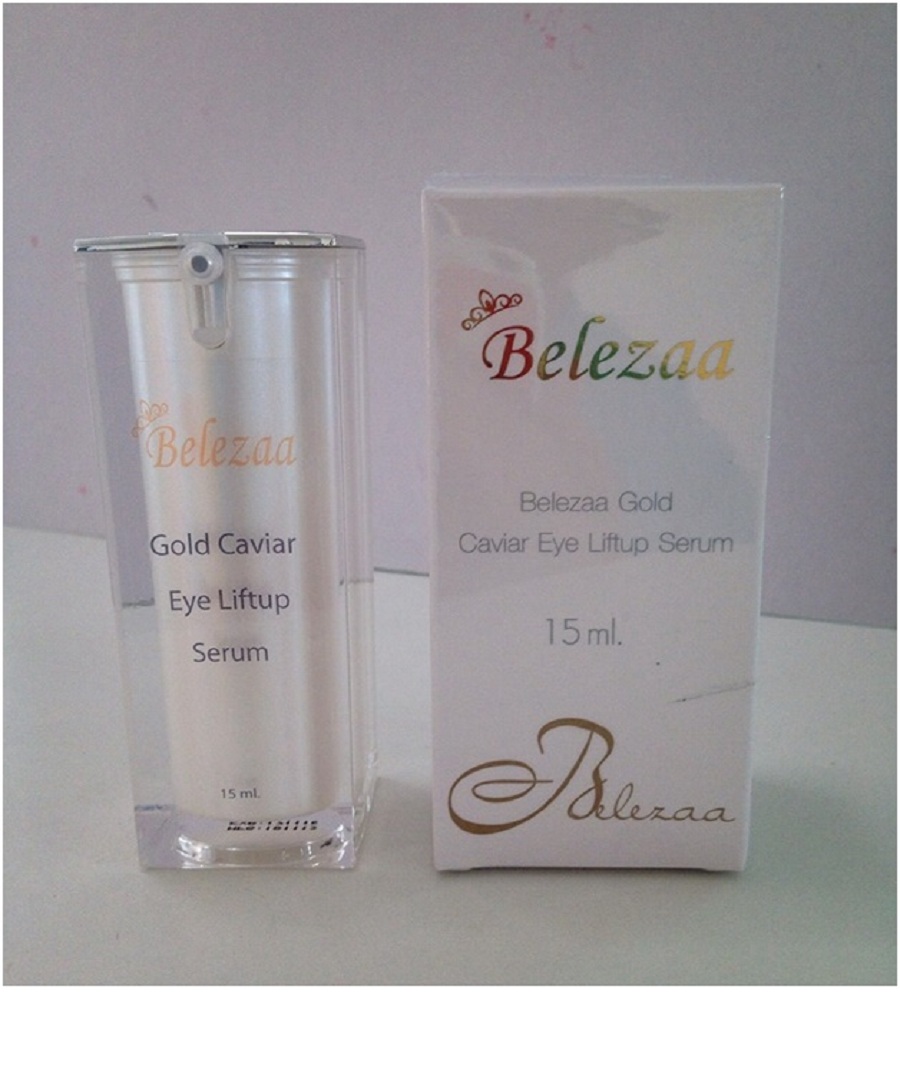 Belezaa
Gold Caviar
Eye Liftup
Serum
15 ml.
Belezaa
Belezaa Gold
Caviar Eye Liftup Serum
15 ml.
Belezaa